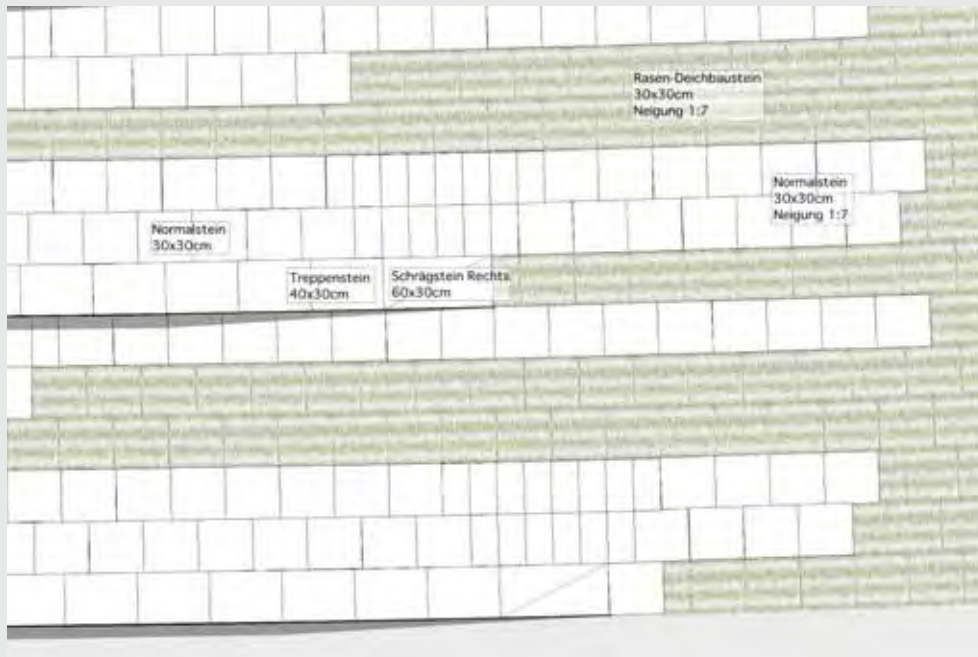 Rasen-Deichbaustein
30x30cm
Neigung 1:7
Normalstein
30x30cm
Neigung 1:7
Normalstein
30x30cm
Treppenstein
40x30cm
Schrägstein Rechts
60x30cm